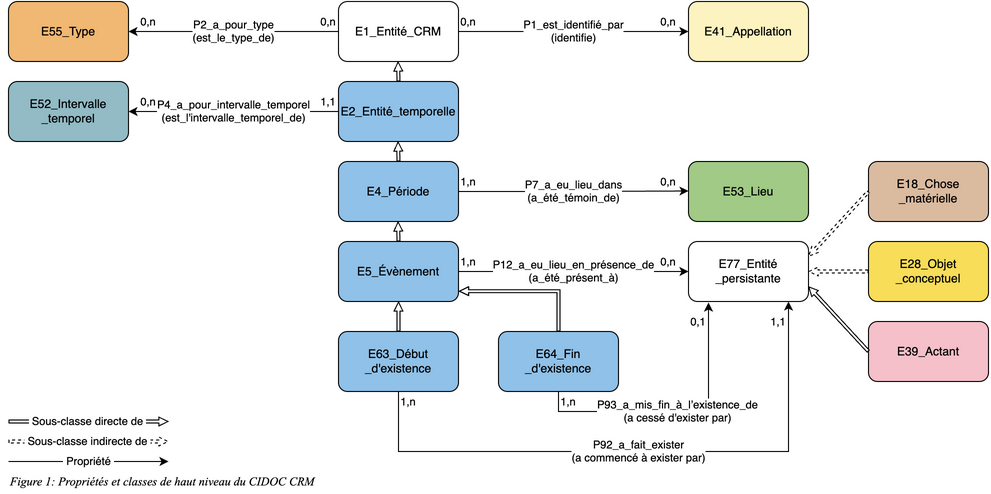 E55_Type
0,n
P2_a_pour_type
(est_le_type_de)
0,n
E1_Entité_CRM
0,n
P1_est_identifié_par
(identifie)
0,n
E41_Appellation
E52_Intervalle
_temporel
0,n
P4_a_pour_intervalle_temporel
(est_l'intervalle_temporel_de)
1,1
E2_Entité_temporelle
E4_Période
1,n
P7_a_eu_lieu_dans
(a_été_témoin_de)
0,n
E53_Lieu
E18_Chose
_matérielle
E5_Évènement
1,n
P12_a_eu_lieu_en_présence_de
(a_été_présent_à)
0,n
E77_Entité
_persistante
E28_Objet
_conceptuel
0,1
1,1
E39_Actant
E63_Début
_d'existence
E64_Fin
_d'existence
1,n
1,n
P93_a_mis_fin_à_l'existence_de
(a cessé d'exister par)
P92_a_fait_exister
(a commencé à exister par)
Sous-classe directe de
Sous-classe indirecte de
Propriété
Figure 1: Propriétés et classes de haut niveau du CIDOC CRM